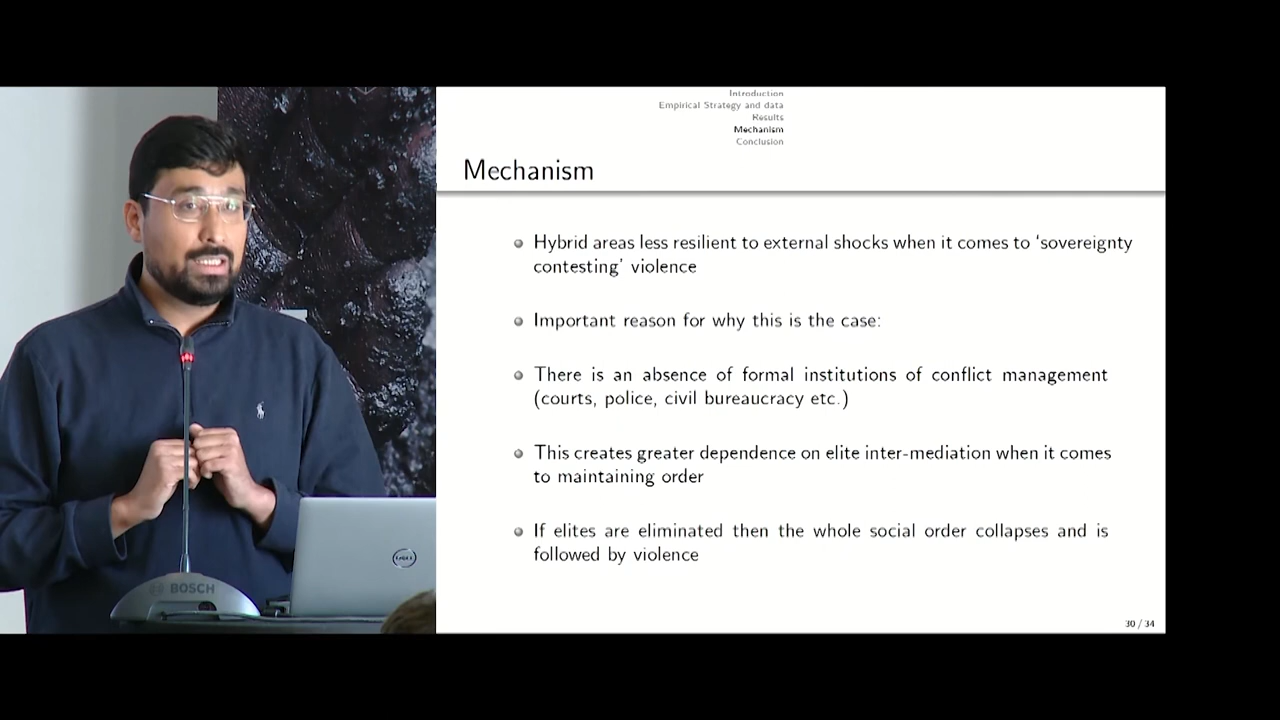 Introduction
Empirical Strategy and data
Results
Mechanism
Conclusion
Mechanism
Hybrid areas less resilient to external shocks when it comes to ‘sovereignty
contesting’ violence
Important reason for why this is the case:
There is an absence of formal institutions of conflict management
(courts, police, civil bureaucracy etc.)
This creates greater dependence on elite inter-mediation when it comes
to maintaining order
If elites are eliminated then the whole social order collapses and is
followed by violence
30 / 34
DELL
BOSCH